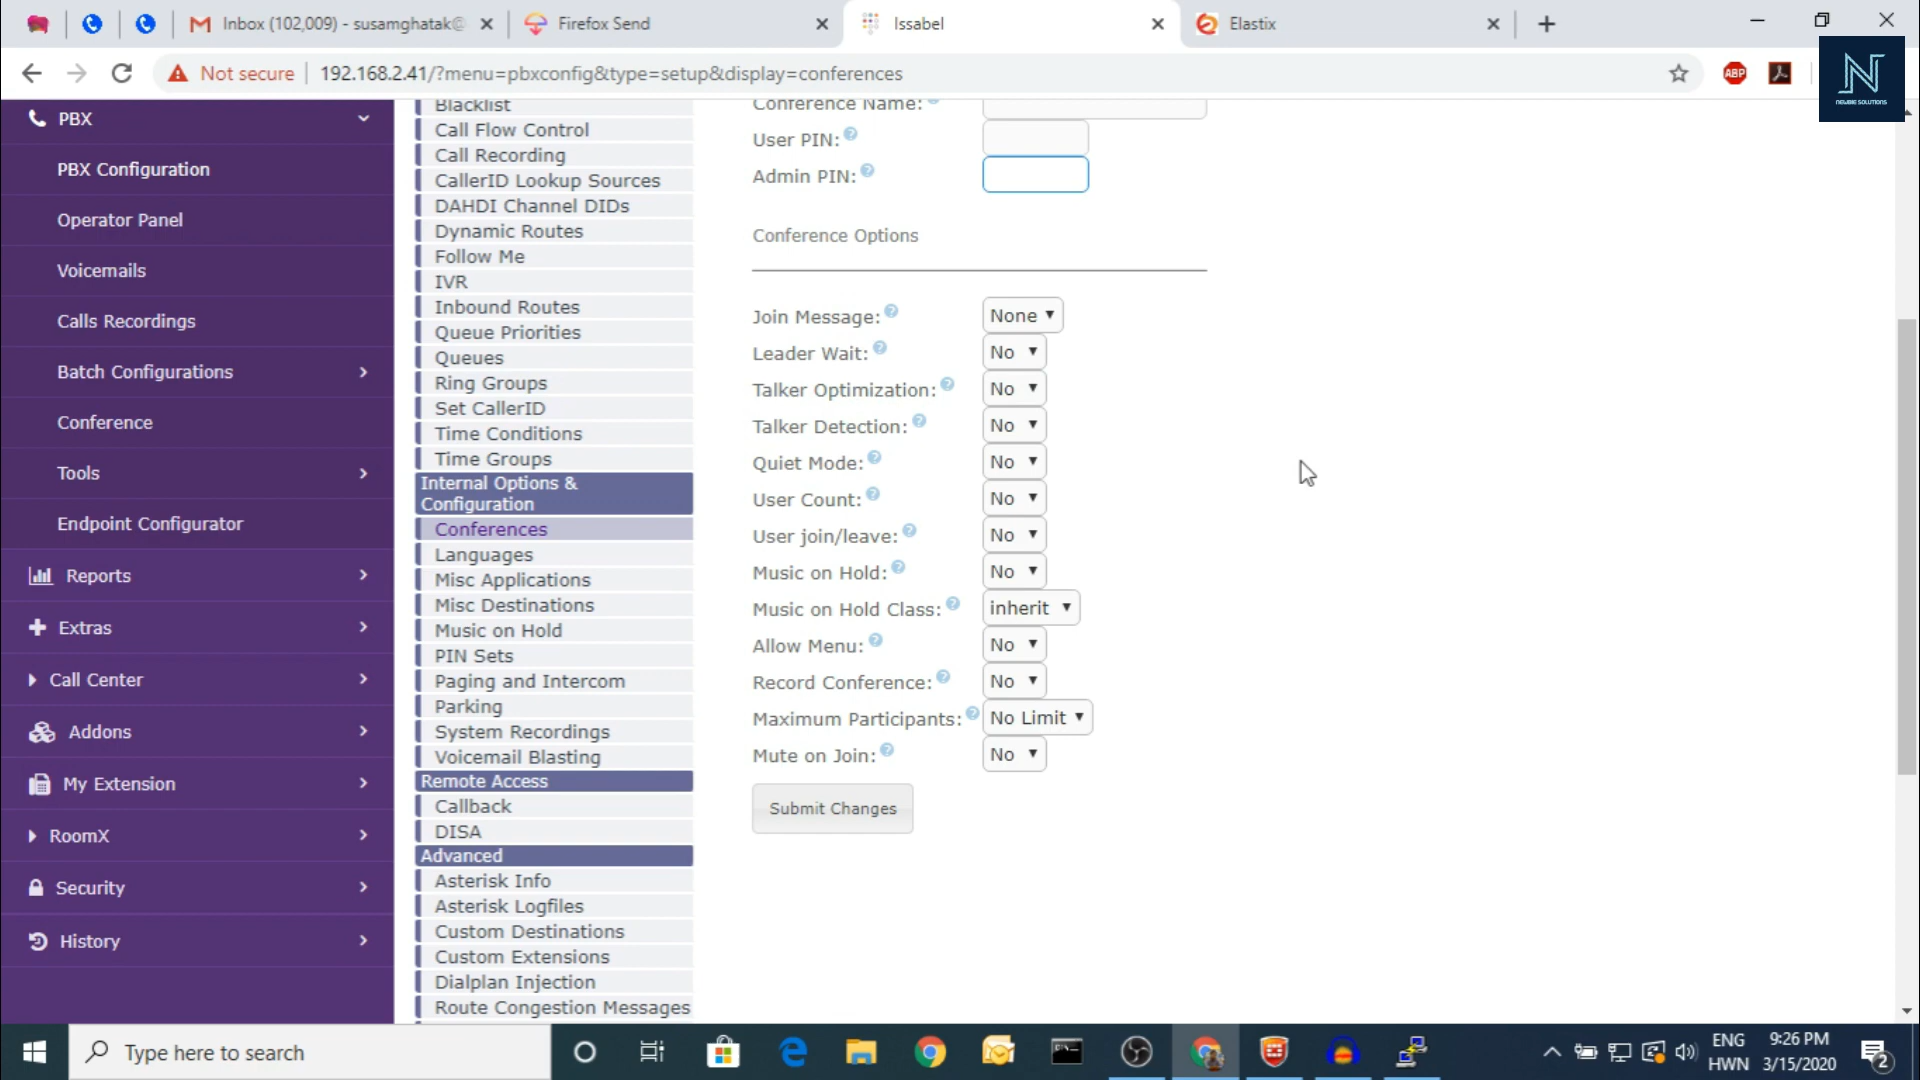 Inbox (102,009) - susamghatak@
Firefox Send
Issabel
Elastix
Not secure
192.168.2.41/?menu=pbxconfig&type=setup&display=conferences
ABP
N
NEWBIE SOLUTIONS
PBX
PBX Configuration
Operator Panel
Voicemails
Calls Recordings
Batch Configurations
Conference
Tools
Endpoint Configurator
Reports
Extras
Call Center
Addons
My Extension
RoomX
Security
History
Blacklist
Call Flow Control
Call Recording
CallerID Lookup Sources
DAHDI Channel DIDs
Dynamic Routes
Follow Me
IVR
Inbound Routes
Queue Priorities
Queues
Ring Groups
Set CallerID
Time Conditions
Time Groups
Internal Options &
Configuration
Conferences
Languages
Misc Applications
Misc Destinations
Music on Hold
PIN Sets
Paging and Intercom
Parking
System Recordings
Voicemail Blasting
Remote Access
Callback
DISA
Advanced
Asterisk Info
Asterisk Logfiles
Custom Destinations
Custom Extensions
Dialplan Injection
Route Congestion Messages
Conference Name:
User PIN:
Admin PIN:
Conference Options
Join Message: None
Leader Wait: No
Talker Optimization: No
Talker Detection: No
Quiet Mode: No
User Count: No
User join/leave: No
Music on Hold: No
Music on Hold Class: inherit
Allow Menu: No
Record Conference: No
Maximum Participants: No Limit
Mute on Join: No
Submit Changes
Type here to search
ENG
HWN
9:26 PM
3/15/2020
2